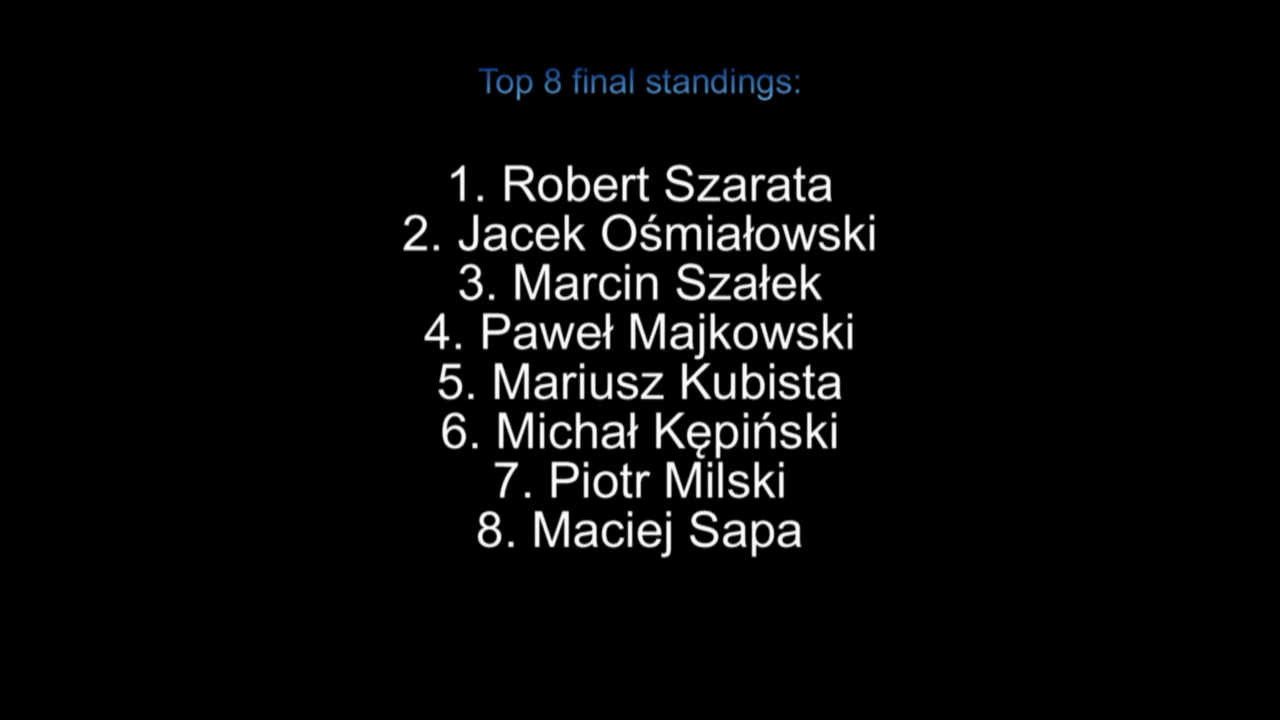 Top 8 final standings:
1. Robert Szarata
2. Jacek Ośmiałowski
3. Marcin Szałek
4. Paweł Majkowski
5. Mariusz Kubista
6. Michał Kępiński
7. Piotr Milski
8. Maciej Sapa